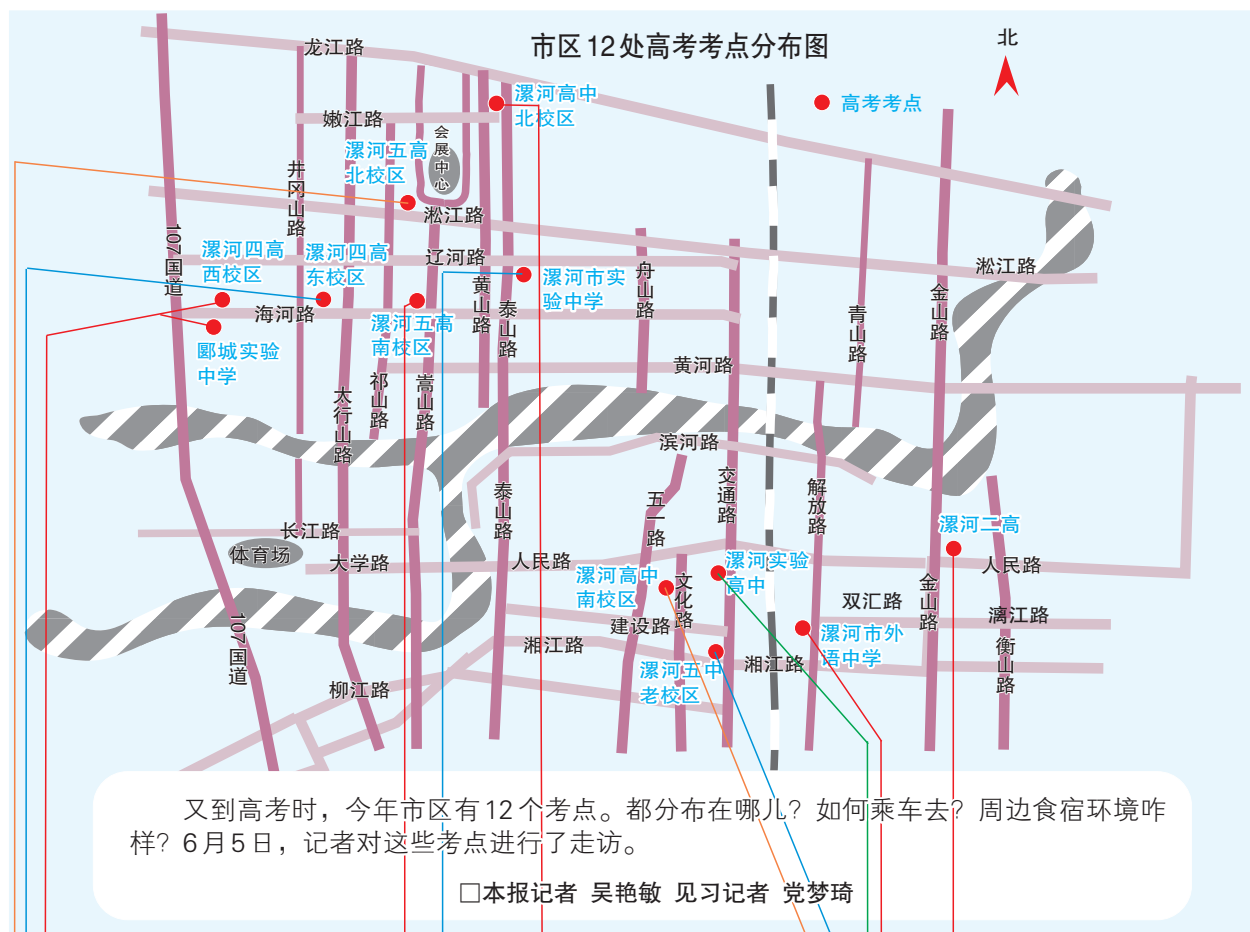 市区12处高考考点分布图
北
高考考点
龙江路
漯河高中
北校区
嫩江路
会展中心
漯河五高
北校区
井冈山路
淞江路
107国道
漯河四高
西校区
漯河四高
东校区
辽河路
黄山路
漯河市实
验中学
舟山路
淞江路
金山路
海河路
漯河五高
南校区
泰山路
青山路
郾城实验
中学
黄河路
太行山路
祁山路
嵩山路
滨河路
泰山路
五一路
交通路
解放路
长江路
体育场
大学路
人民路
漯河二高
人民路
漯河高中
南校区
文化路
漯河实验
高中
金山路
双汇路
漓江路
107国道
建设路
湘江路
漯河市外
语中学
湘江路
衡山路
漯河五中
老校区
柳江路
又到高考时，今年市区有12个考点。都分布在哪儿？如何乘车去？周边食宿环境咋
样？6月5日，记者对这些考点进行了走访。
□本报记者 吴艳敏 见习记者 党梦琦